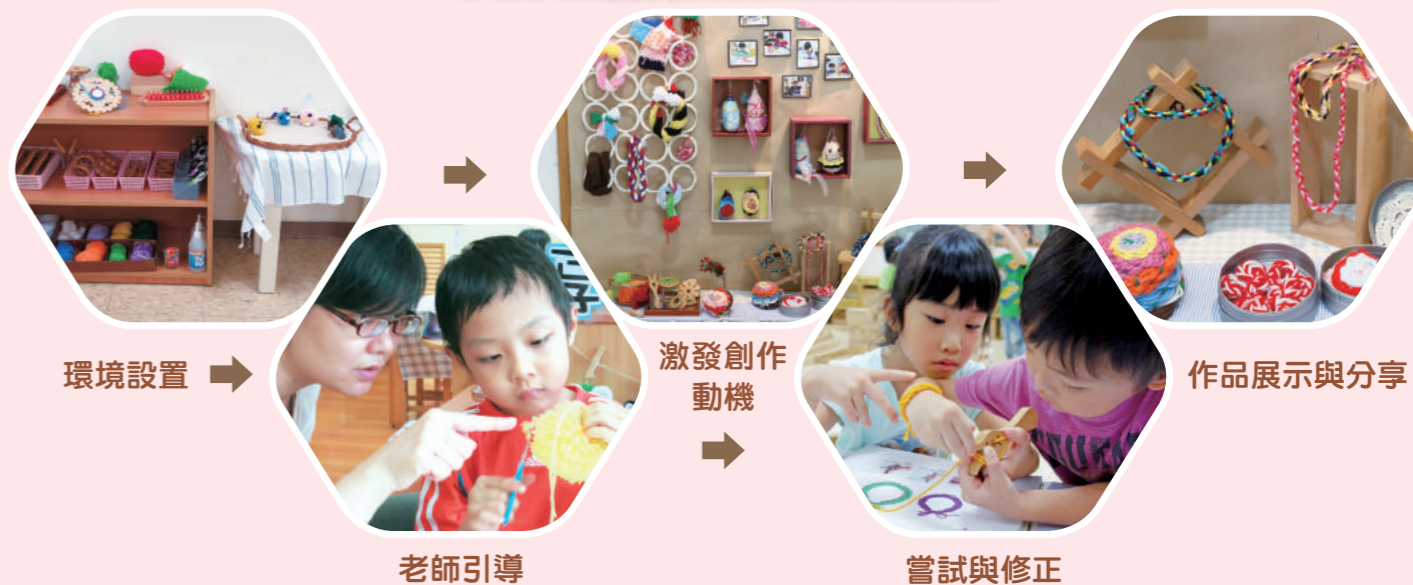 環境設置
老師引導
激發創作
動機
嘗試與修正
作品展示與分享